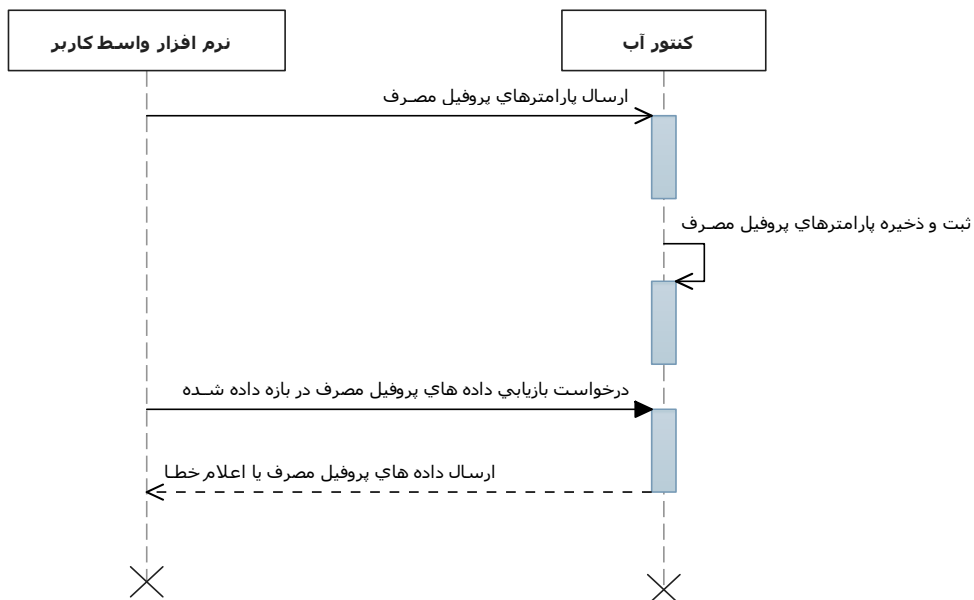 نرم افزار واسط کاربر
کنتور آب
ارسال پارامترهاي پروفيل مصرف
ثبت و ذخيره پارامترهاي پروفيل مصرف
درخواست بازيابي داده هاي پروفيل مصرف در بازه داده شده
ارسال داده هاي پروفيل مصرف يا اعلام خطا